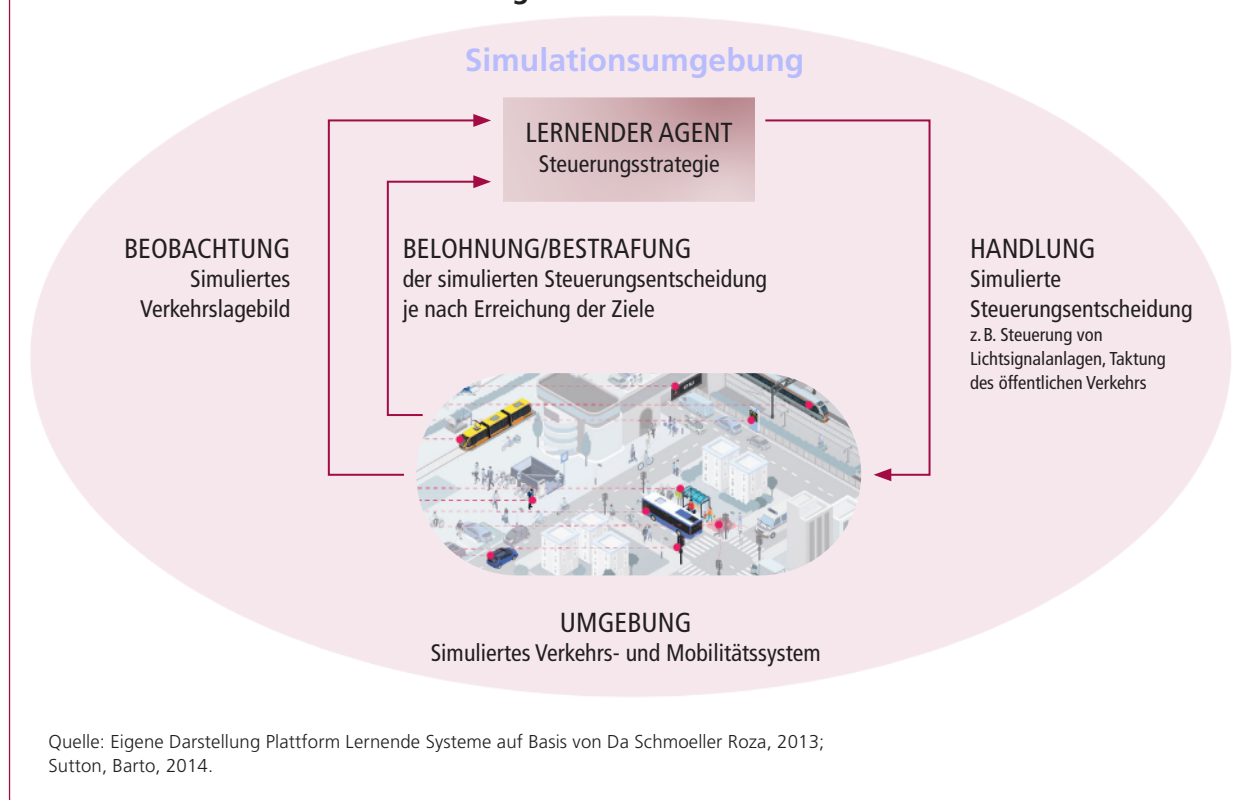 Simulationsumgebung
LERNENDER AGENT
Steuerungsstrategie
BEOBACHTUNG
Simuliertes
Verkehrslagebild
BELOHNUNG/BESTRAFUNG
der simulierten Steuerungsentscheidung
je nach Erreichung der Ziele
HANDLUNG
Simulierte
Steuerungsentscheidung
z. B. Steuerung von
Lichtsignalanlagen, Taktung
des öffentlichen Verkehrs
UMGEBUNG
Simuliertes Verkehrs- und Mobilitätssystem
Quelle: Eigene Darstellung Plattform Lernende Systeme auf Basis von Da Schmoeller Roza, 2013;
Sutton, Barto, 2014.